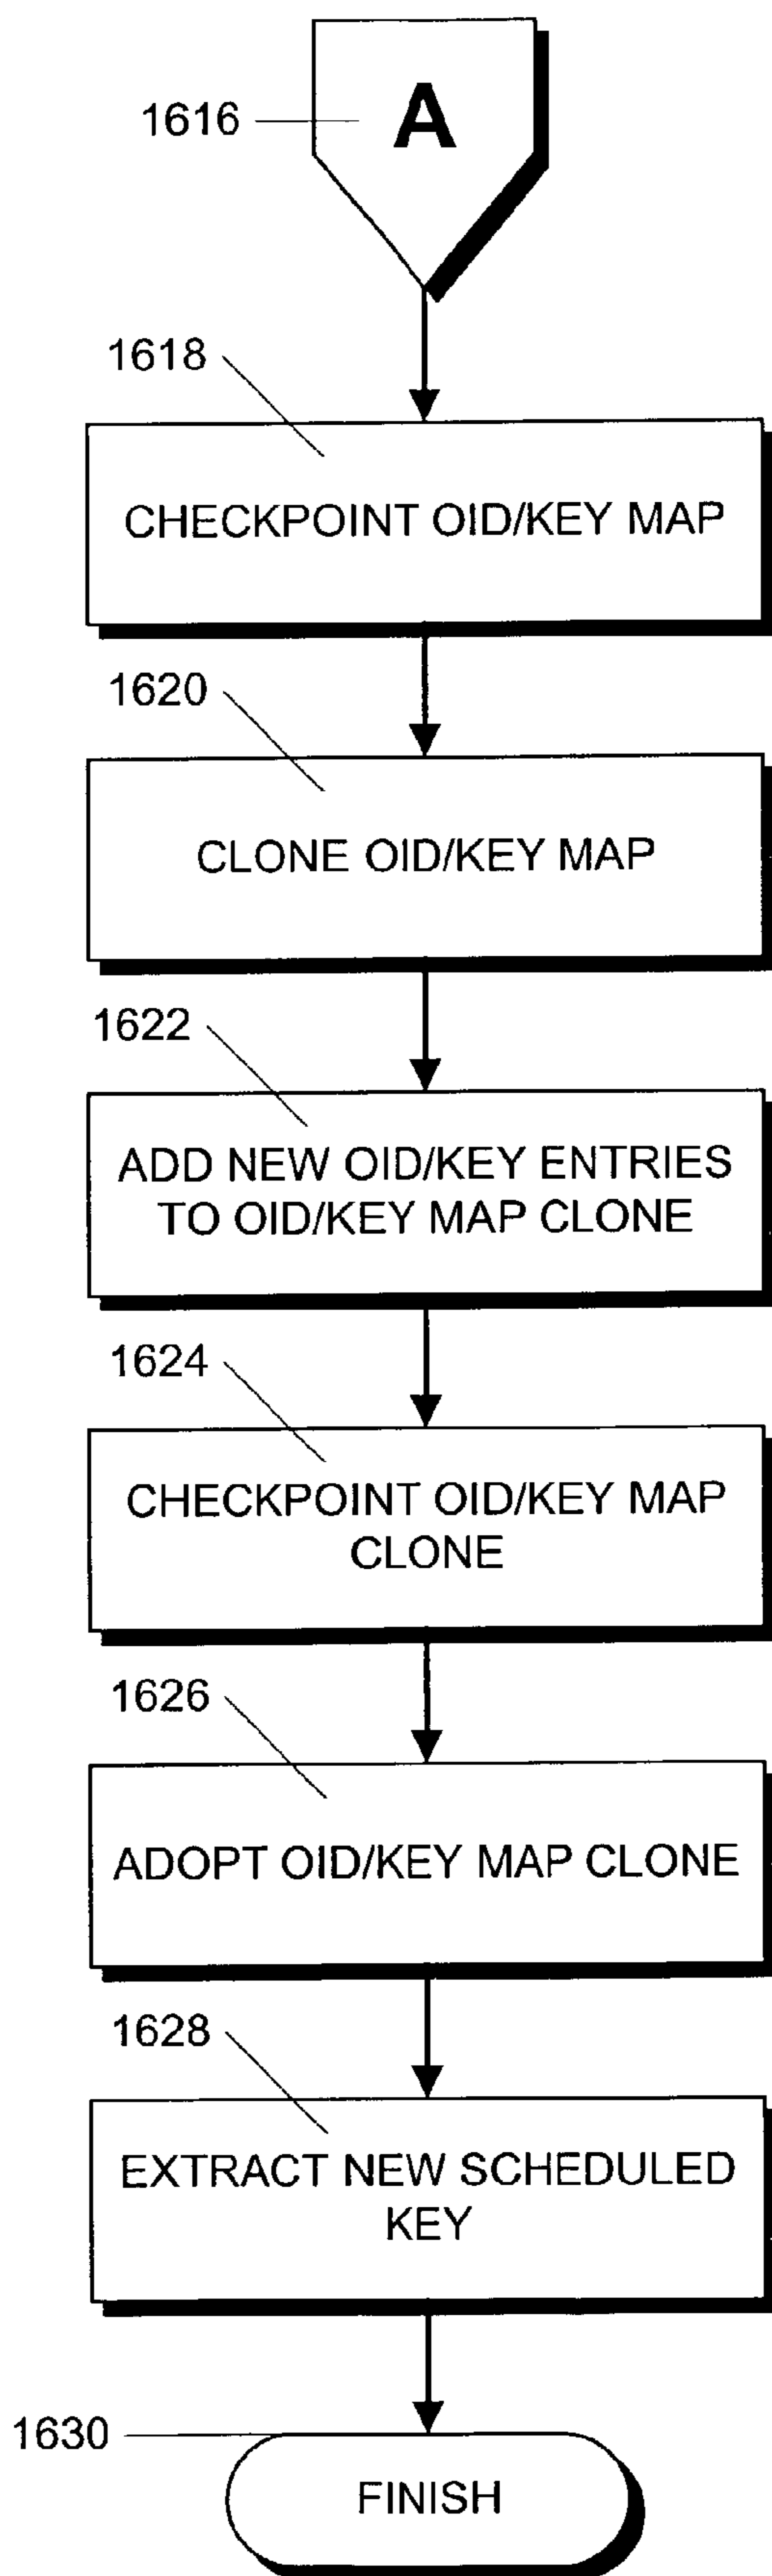 1616
A
1618
CHECKPOINT OID/KEY MAP
1620
CLONE OID/KEY MAP
1622
ADD NEW OID/KEY ENTRIES
TO OID/KEY MAP CLONE
1624
CHECKPOINT OID/KEY MAP
CLONE
1626
ADOPT OID/KEY MAP CLONE
1628
EXTRACT NEW SCHEDULED
KEY
1630
FINISH